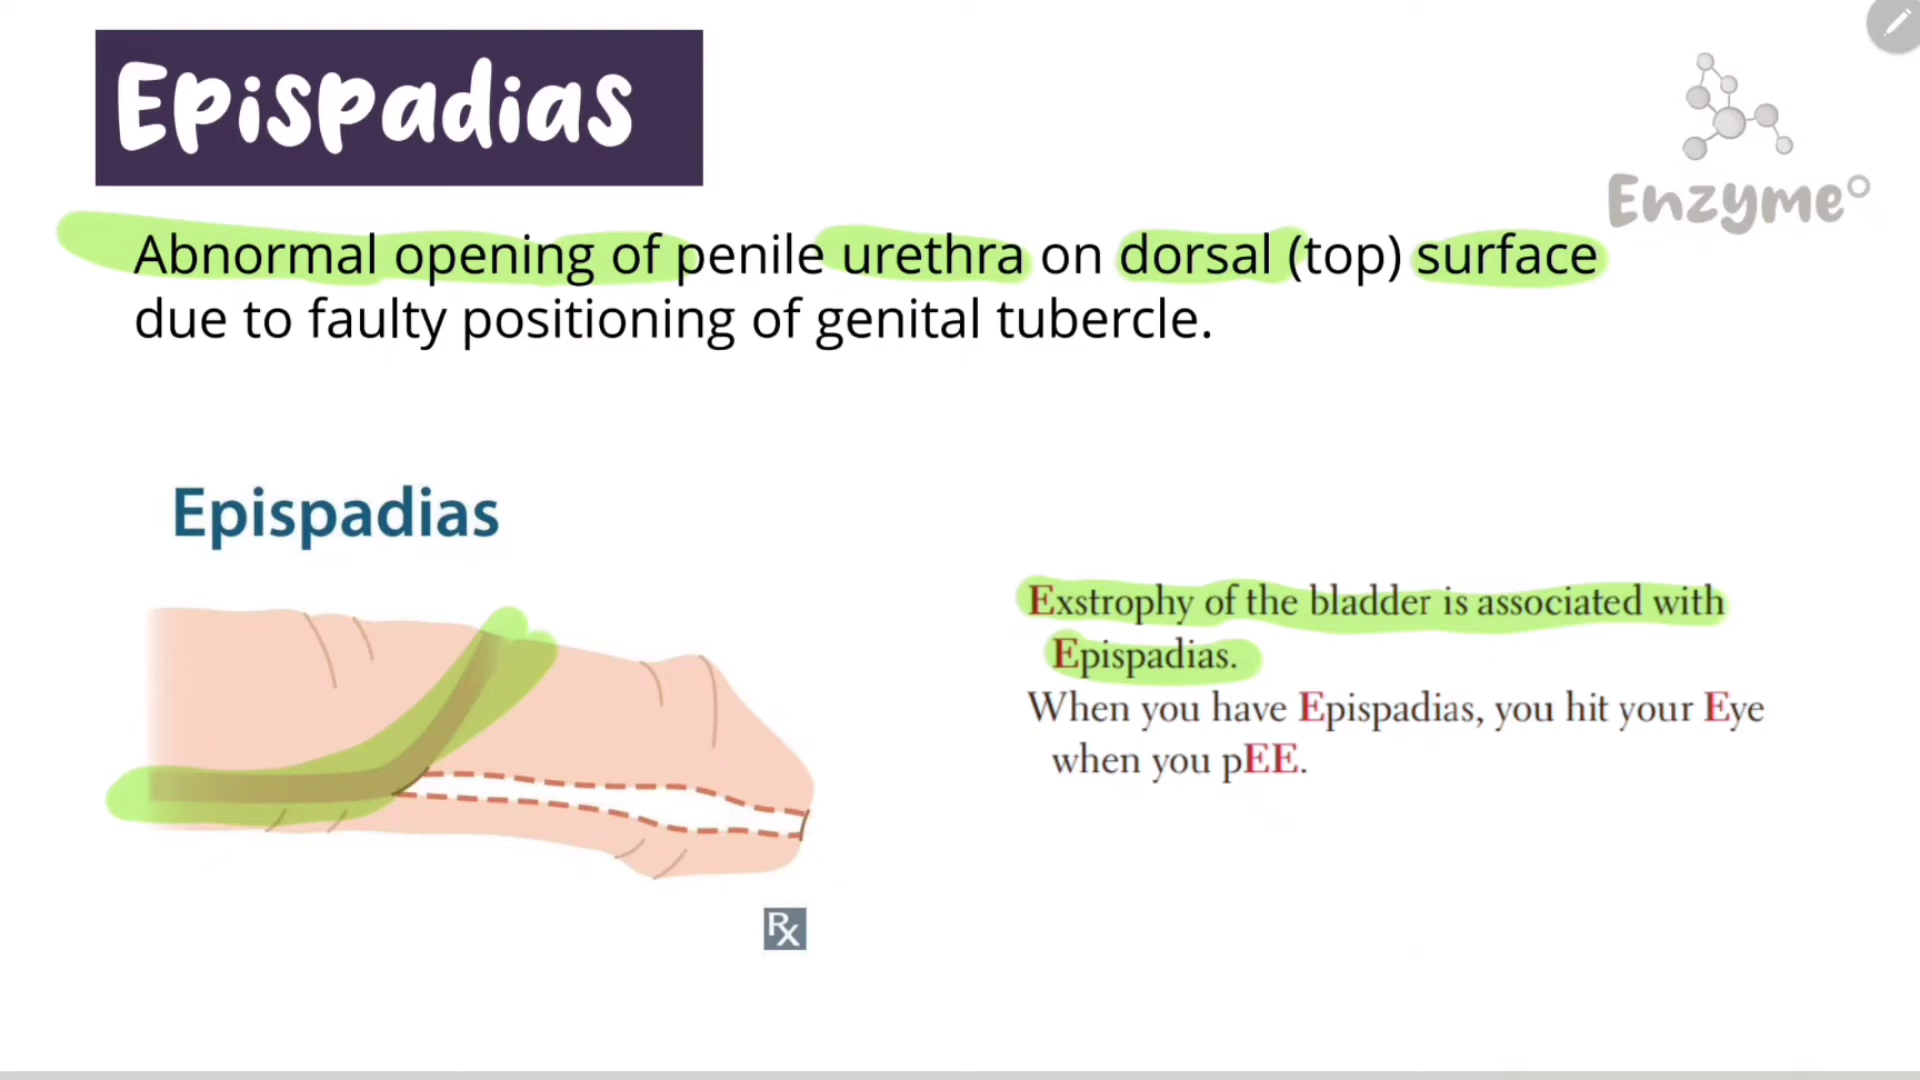 Epispadias
Enzyme
Abnormal opening of penile urethra on dorsal (top) surface
due to faulty positioning of genital tubercle.
Epispadias
Exstrophy of the bladder is associated with
Epispadias.
When you have Epispadias, you hit your Eye
when you pEE.
Rx